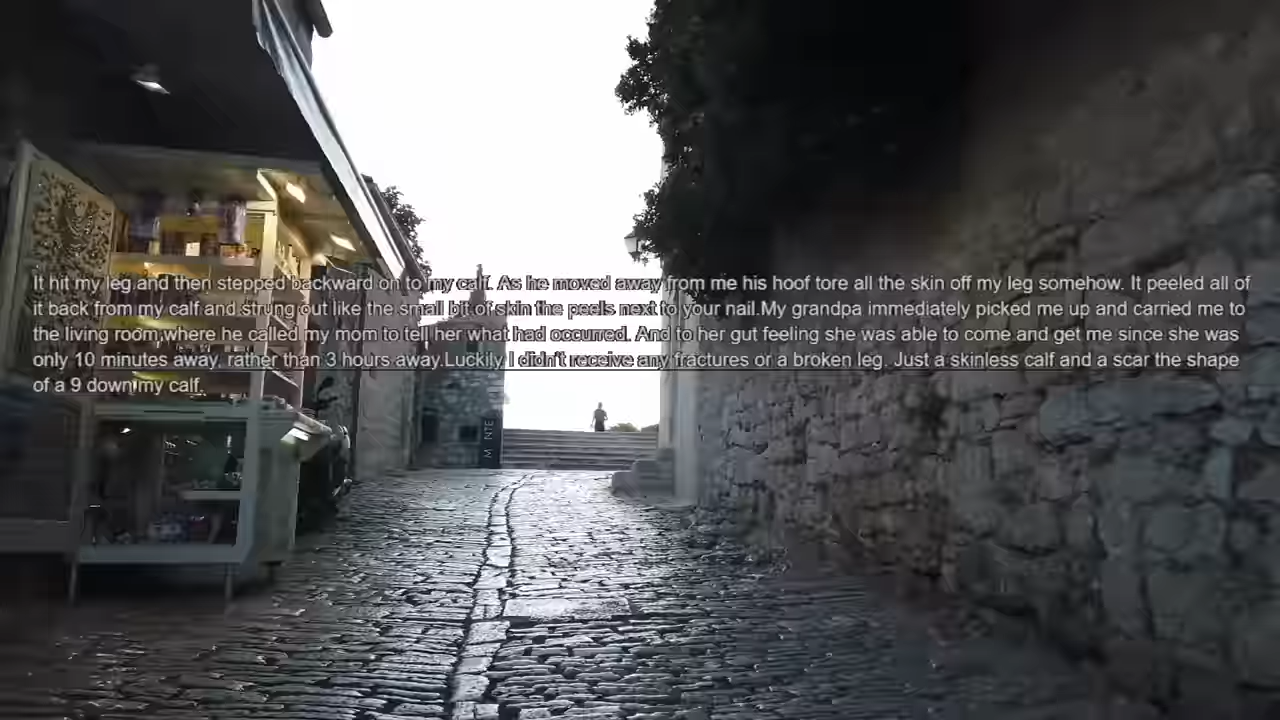 It hit my leg and then stepped backward on to my calf. As he moved away from me his hoof tore all the skin off my leg somehow. It peeled all of
it back from my calf and strung out like the small bit of skin the peels next to your nail.My grandpa immediately picked me up and carried me to
the living room,where he called my mom to tell her what had occurred. And to her gut feeling she was able to come and get me since she was
only 10 minutes away, rather than 3 hours away.Luckily I didn't receive any fractures or a broken leg. Just a skinless calf and a scar the shape
of a 9 down my calf.